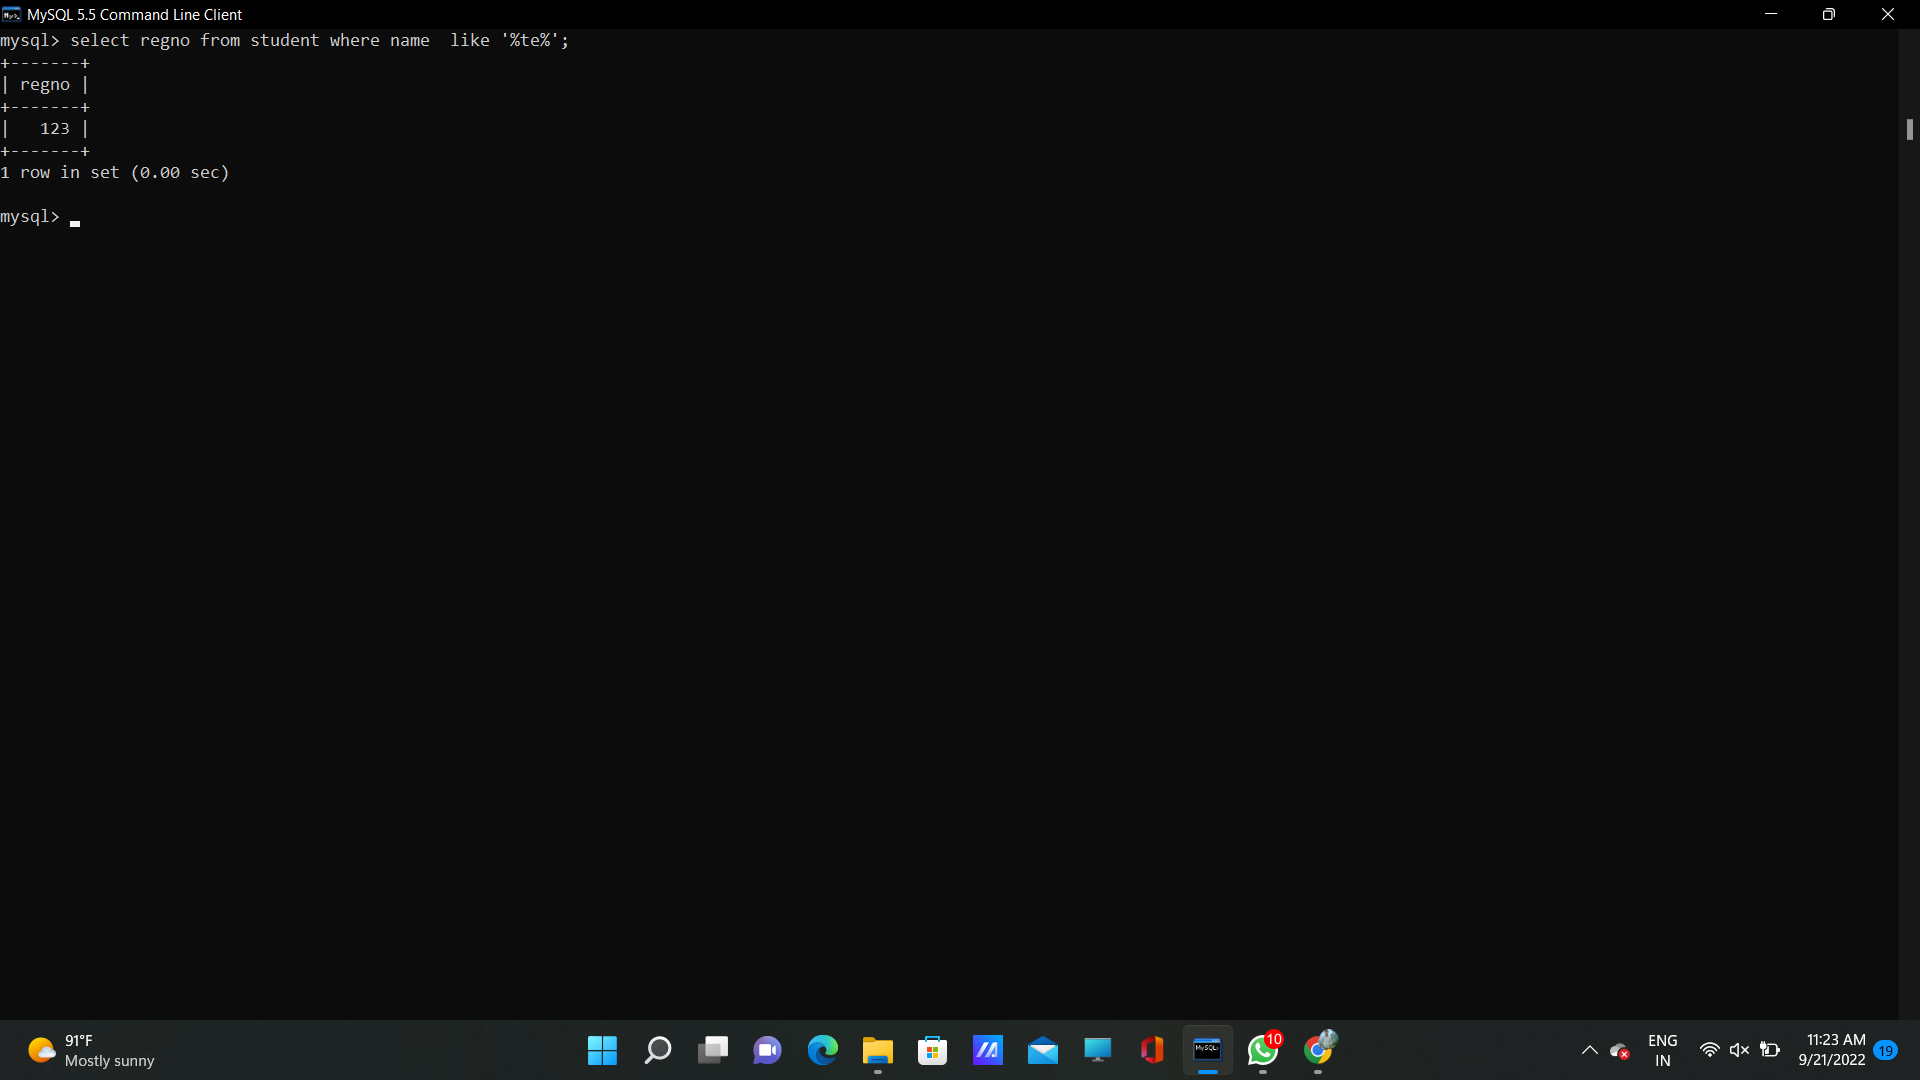 MySQL 5.5 Command Line Client
mysql> select regno from student where name  like '%te%';
+-------+
| regno |
+-------+
|   123 |
+-------+
1 row in set (0.00 sec)
mysql>
91°F
Mostly sunny
MySQL>
10
ENG
IN
11:23 AM
9/21/2022
19